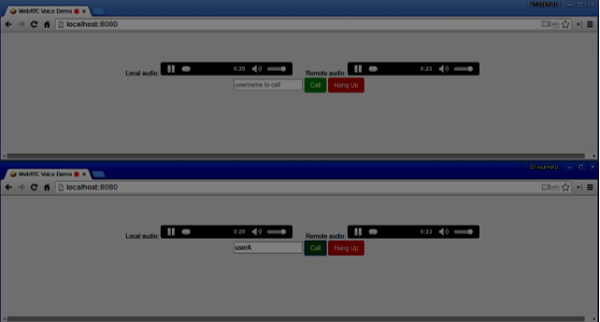 WebRTC Voice Demo
localhost:8080
Local audio: 0:29 Remote audio: 0:23
username to call Call Hang Up
WebRTC Voice Demo
localhost:8080
Local audio: 0:28 Remote audio: 0:23
userA Call Hang Up